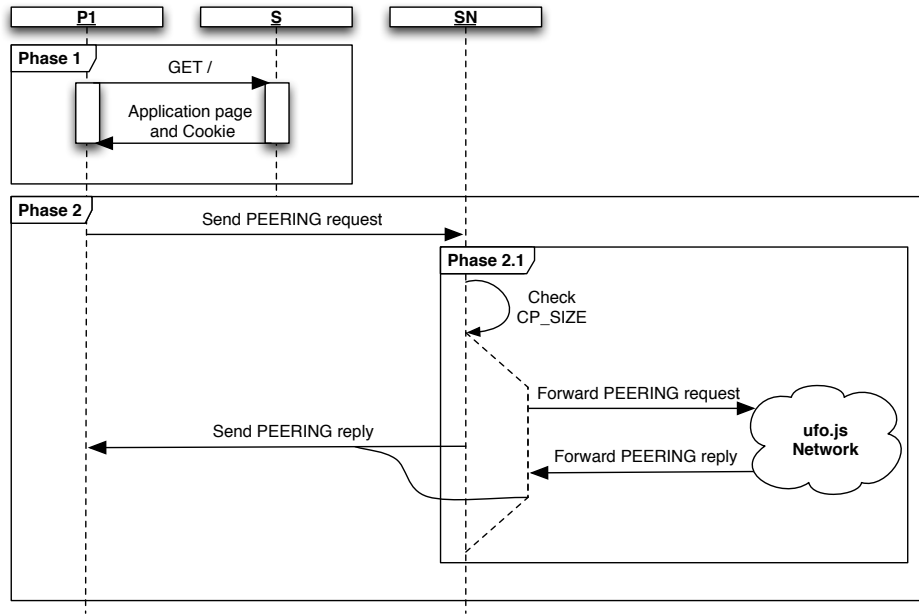 P1
S
SN
Phase 1
GET /
Application page
and Cookie
Phase 2
Send PEERING request
Phase 2.1
Check
CP_SIZE
Forward PEERING request
Send PEERING reply
ufo.js
Network
Forward PEERING reply